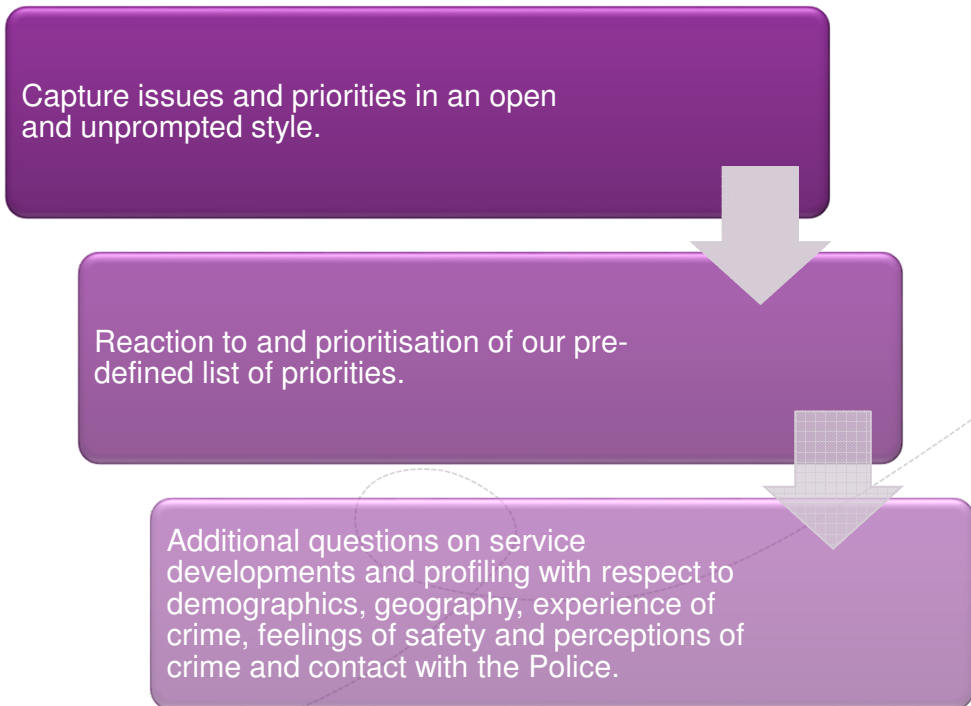 Capture issues and priorities in an open
and unprompted style.
Reaction to and prioritisation of our pre-
defined list of priorities.
Additional questions on service
developments and profiling with respect to
demographics, geography, experience of
crime, feelings of safety and perceptions of
crime and contact with the Police.